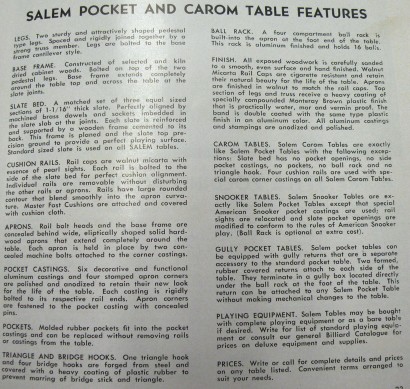 SALEM POCKET AND CAROM TABLE FEATURES
LEGS. Two sturdy and attractively shaped pedestal
type legs. Spaced and rigidly joined together by a
strong truss member. Legs are bolted to the base
frame cantilever style.
BASE FRAME. Constructed of selected and kiln
dried cabinet woods. Bolted on top of the two
pedestal legs. Base frame extends completely
around the table top and across the table at the
slate joints.
SLATE BED. A matched set of three equal sized
sections of 1-1/16" thick slate. Perfectly aligned by
machined brass dowels and sockets imbedded in
the slate slab at the joints. Each slate is reinforced
and supported by a wooden frame cemented to its
back. This frame is planed and the slate top pre-
cision ground to provide a perfect playing surface.
Standard sized slate is used on all SALEM tables.
CUSHION RAILS. Rail caps are walnut micarta with
essence of pearl sights. Each rail is bolted to the
side of the slate bed for perfect cushion alignment.
Individual rails are removable without disturbing
the other rails or aprons. Rails have large rounded
contour that blend smoothly into the apron curva-
ture. Master Fast Cushions are attached and covered
with cushion cloth.
APRONS. Rail bolt heads and the base frame are
concealed behind wide, eliptically shaped solid hard-
wood aprons that extend completely around the
table. Each apron is held in place by two con-
cealed machine bolts attached to the corner castings.
POCKET CASTINGS. Six decorative and functional
aluminum castings and four stamped apron corners
are polished and anodized to retain their new look
for the life of the table. Each casting is rigidly
bolted to its respective rail ends. Apron corners
are fastened to the pocket casting with concealed
pins.
POCKETS. Molded rubber pockets fit into the pocket
castings and can be replaced without removing rails
or castings from the table.
TRIANGLE AND BRIDGE HOOKS. One triangle hook
and four bridge hooks are forged from steel and
covered with a heavy coating of plastic rubber to
prevent marring of bridge stick and triangle.
BALL RACK. A four compartment ball rack is
built-into the apron at the foot end of the table.
This rack is aluminum finished and holds 16 balls.
FINISH. All exposed woodwork is carefully sanded
to a smooth, even surface and hand finished. Walnut
Micarta Rail Caps are cigarette resistant and retain
their natural beauty for the life of the table. Aprons
are finished in walnut to match the rail caps. Top
section of legs and truss receive a heavy coating of
specially compounded Monterey Brown plastic finish
that is practically water, mar and vermin proof. The
band is double coated with the same type plastic
finish in an aluminum color. All aluminum castings
and stampings are anodized and polished.
CAROM TABLES. Salem Carom Tables are exactly
like Salem Pocket Tables with the following excep-
tions: Slate bed has no pocket openings, no side
pocket castings, no pockets, no ball rack and no
triangle hook. Four cushion rails are used with spe-
cial carom corner castings on all Salem Carom Tables.
SNOOKER TABLES. Salem Snooker Tables are ex-
actly like Salem Pocket Tables except that special
American Snooker pocket castings are used; rail
sights are relocated and slate pocket openings are
modified to conform to the rules of American Snooker
play. (Ball Rack is optional at extra cost).
GULLY POCKET TABLES. Salem pocket tables can
be equipped with gully returns that are a separate
accessory to the standard pocket table. Two formed,
rubber covered returns attach to each side of the
table. They terminate in a gully box located directly
under the ball rack at the foot of the table. This
return can be attached to any Salem Pocket Table
without making mechanical changes to the table.
PLAYING EQUIPMENT. Salem Tables may be bought
with complete playing equipment or as a bare table
if desired. Write for list of standard playing equip-
ment or consult our general Billiard Catalogue for
prices on deluxe equipment and supplies.
PRICES. Write or call for complete details and prices
on any table listed. Convenient terms arranged to
suit your needs.